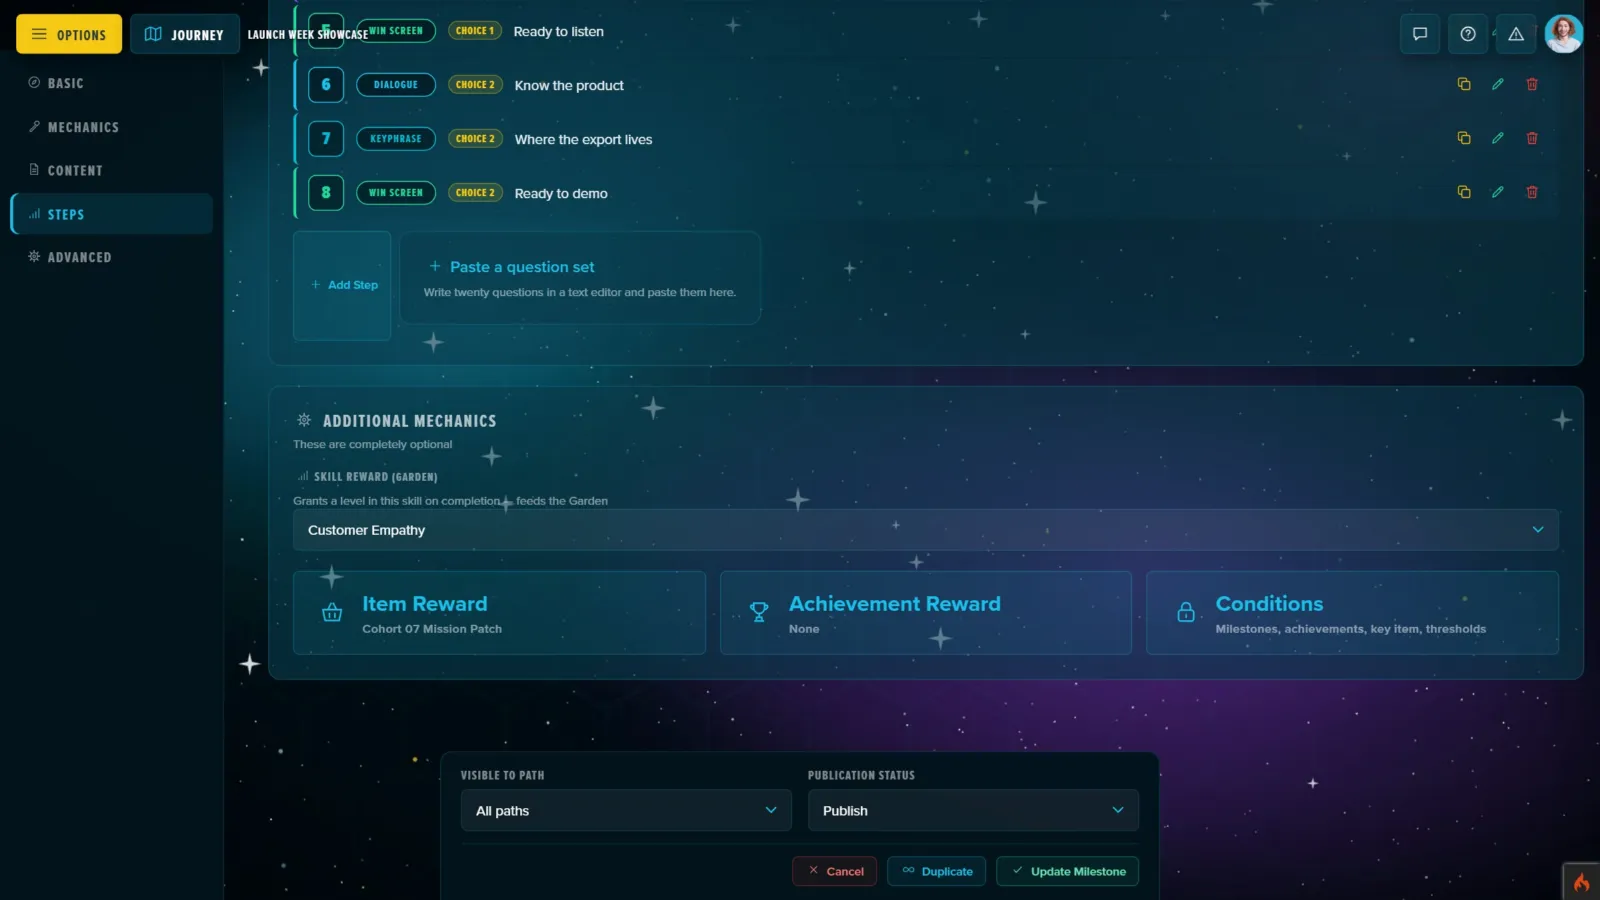 OPTIONS
JOURNEY
LAUNCH WEEK SHOWCASE
BASIC
MECHANICS
CONTENT
STEPS
ADVANCED
5 WIN SCREEN CHOICE 1 Ready to listen
6 DIALOGUE CHOICE 2 Know the product
7 KEYPHRASE CHOICE 2 Where the export lives
8 WIN SCREEN CHOICE 2 Ready to demo
+ Add Step
+ Paste a question set
Write twenty questions in a text editor and paste them here.
ADDITIONAL MECHANICS
These are completely optional
SKILL REWARD (GARDEN)
Grants a level in this skill on completion — feeds the Garden
Customer Empathy
Item Reward
Cohort 07 Mission Patch
Achievement Reward
None
Conditions
Milestones, achievements, key item, thresholds
VISIBLE TO PATH
All paths
PUBLICATION STATUS
Publish
Cancel
Duplicate
Update Milestone